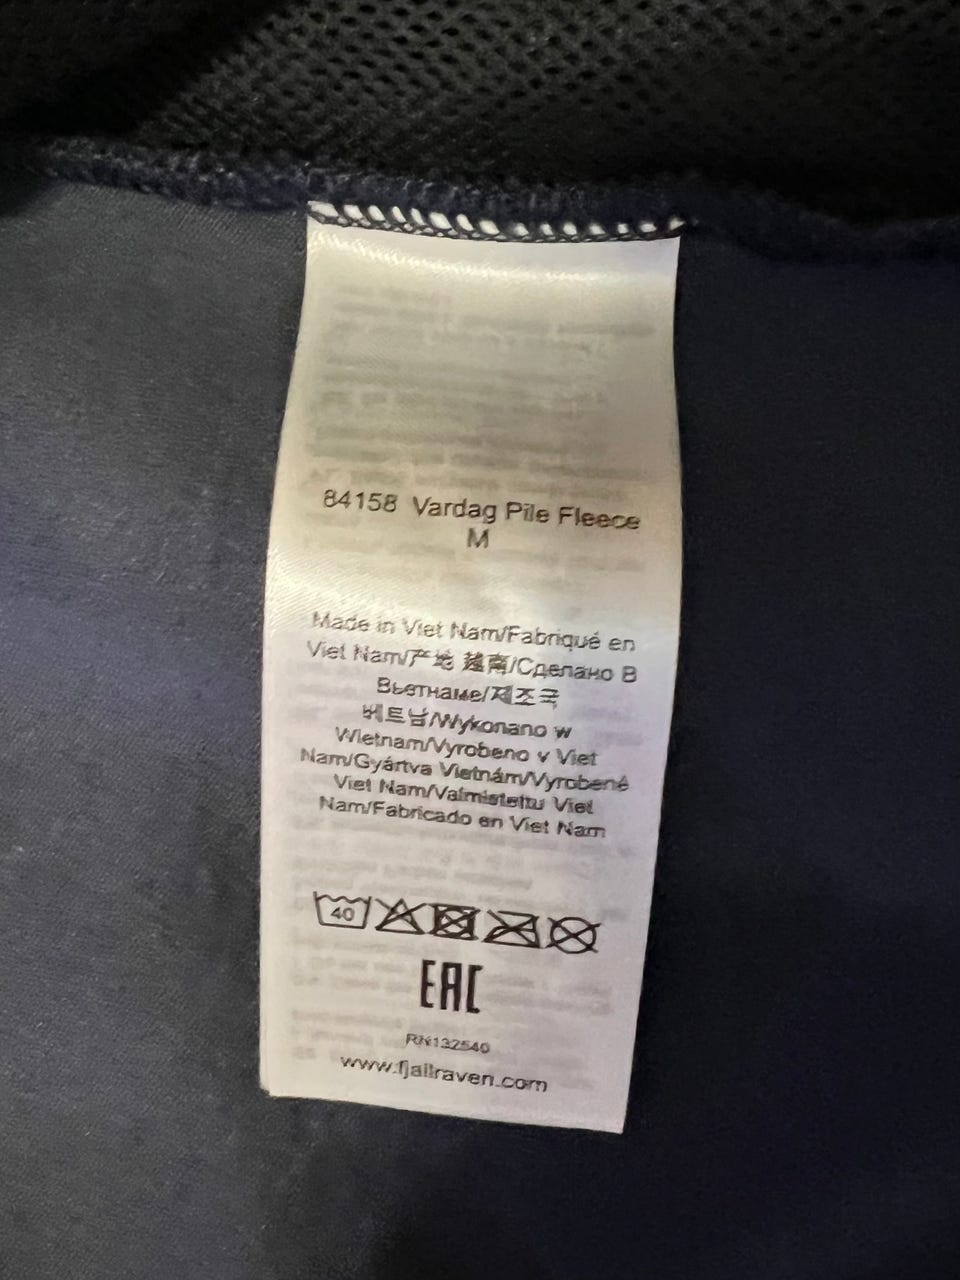 84158 Vardag Pile Fleece
M
Made in Viet Nam/Fabriqué en
Viet Nam/产地 越南/Сделано В
Вьетнаме/제조국
베트남/Wykonano w
Wietnam/Vyrobeno v Viet
Nam/Gyártva Vietnám/Vyrobené
Viet Nam/Valmistettu Viet
Nam/Fabricado en Viet Nam
40
EAC
RN132540
www.fjallraven.com